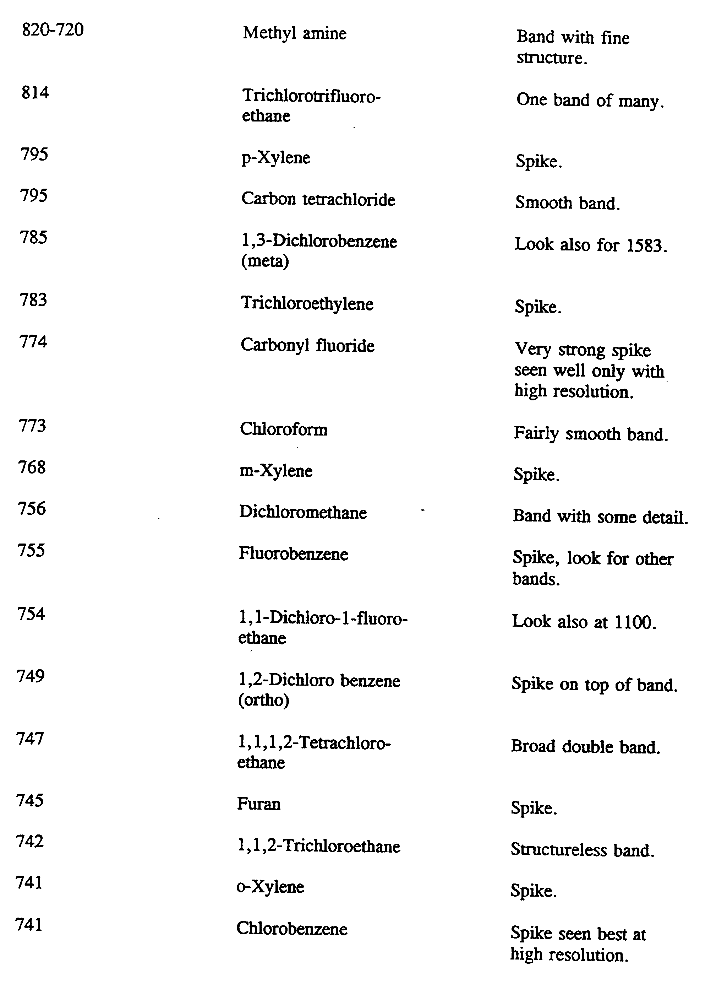 820-720 Methyl amine Band with fine
structure.
814 Trichlorotrifluoro- One band of many.
ethane
795 p-Xylene Spike.
795 Carbon tetrachloride Smooth band.
785 1,3-Dichlorobenzene Look also for 1583.
(meta)
783 Trichloroethylene Spike.
774 Carbonyl fluoride Very strong spike
seen well only with
high resolution.
773 Chloroform Fairly smooth band.
768 m-Xylene Spike.
756 Dichloromethane Band with some detail.
755 Fluorobenzene Spike, look for other
bands.
754 1,1-Dichloro-1-fluoro- Look also at 1100.
ethane
749 1,2-Dichloro benzene Spike on top of band.
(ortho)
747 1,1,1,2-Tetrachloro- Broad double band.
ethane
745 Furan Spike.
742 1,1,2-Trichloroethane Structureless band.
741 o-Xylene Spike.
741 Chlorobenzene Spike seen best at
high resolution.